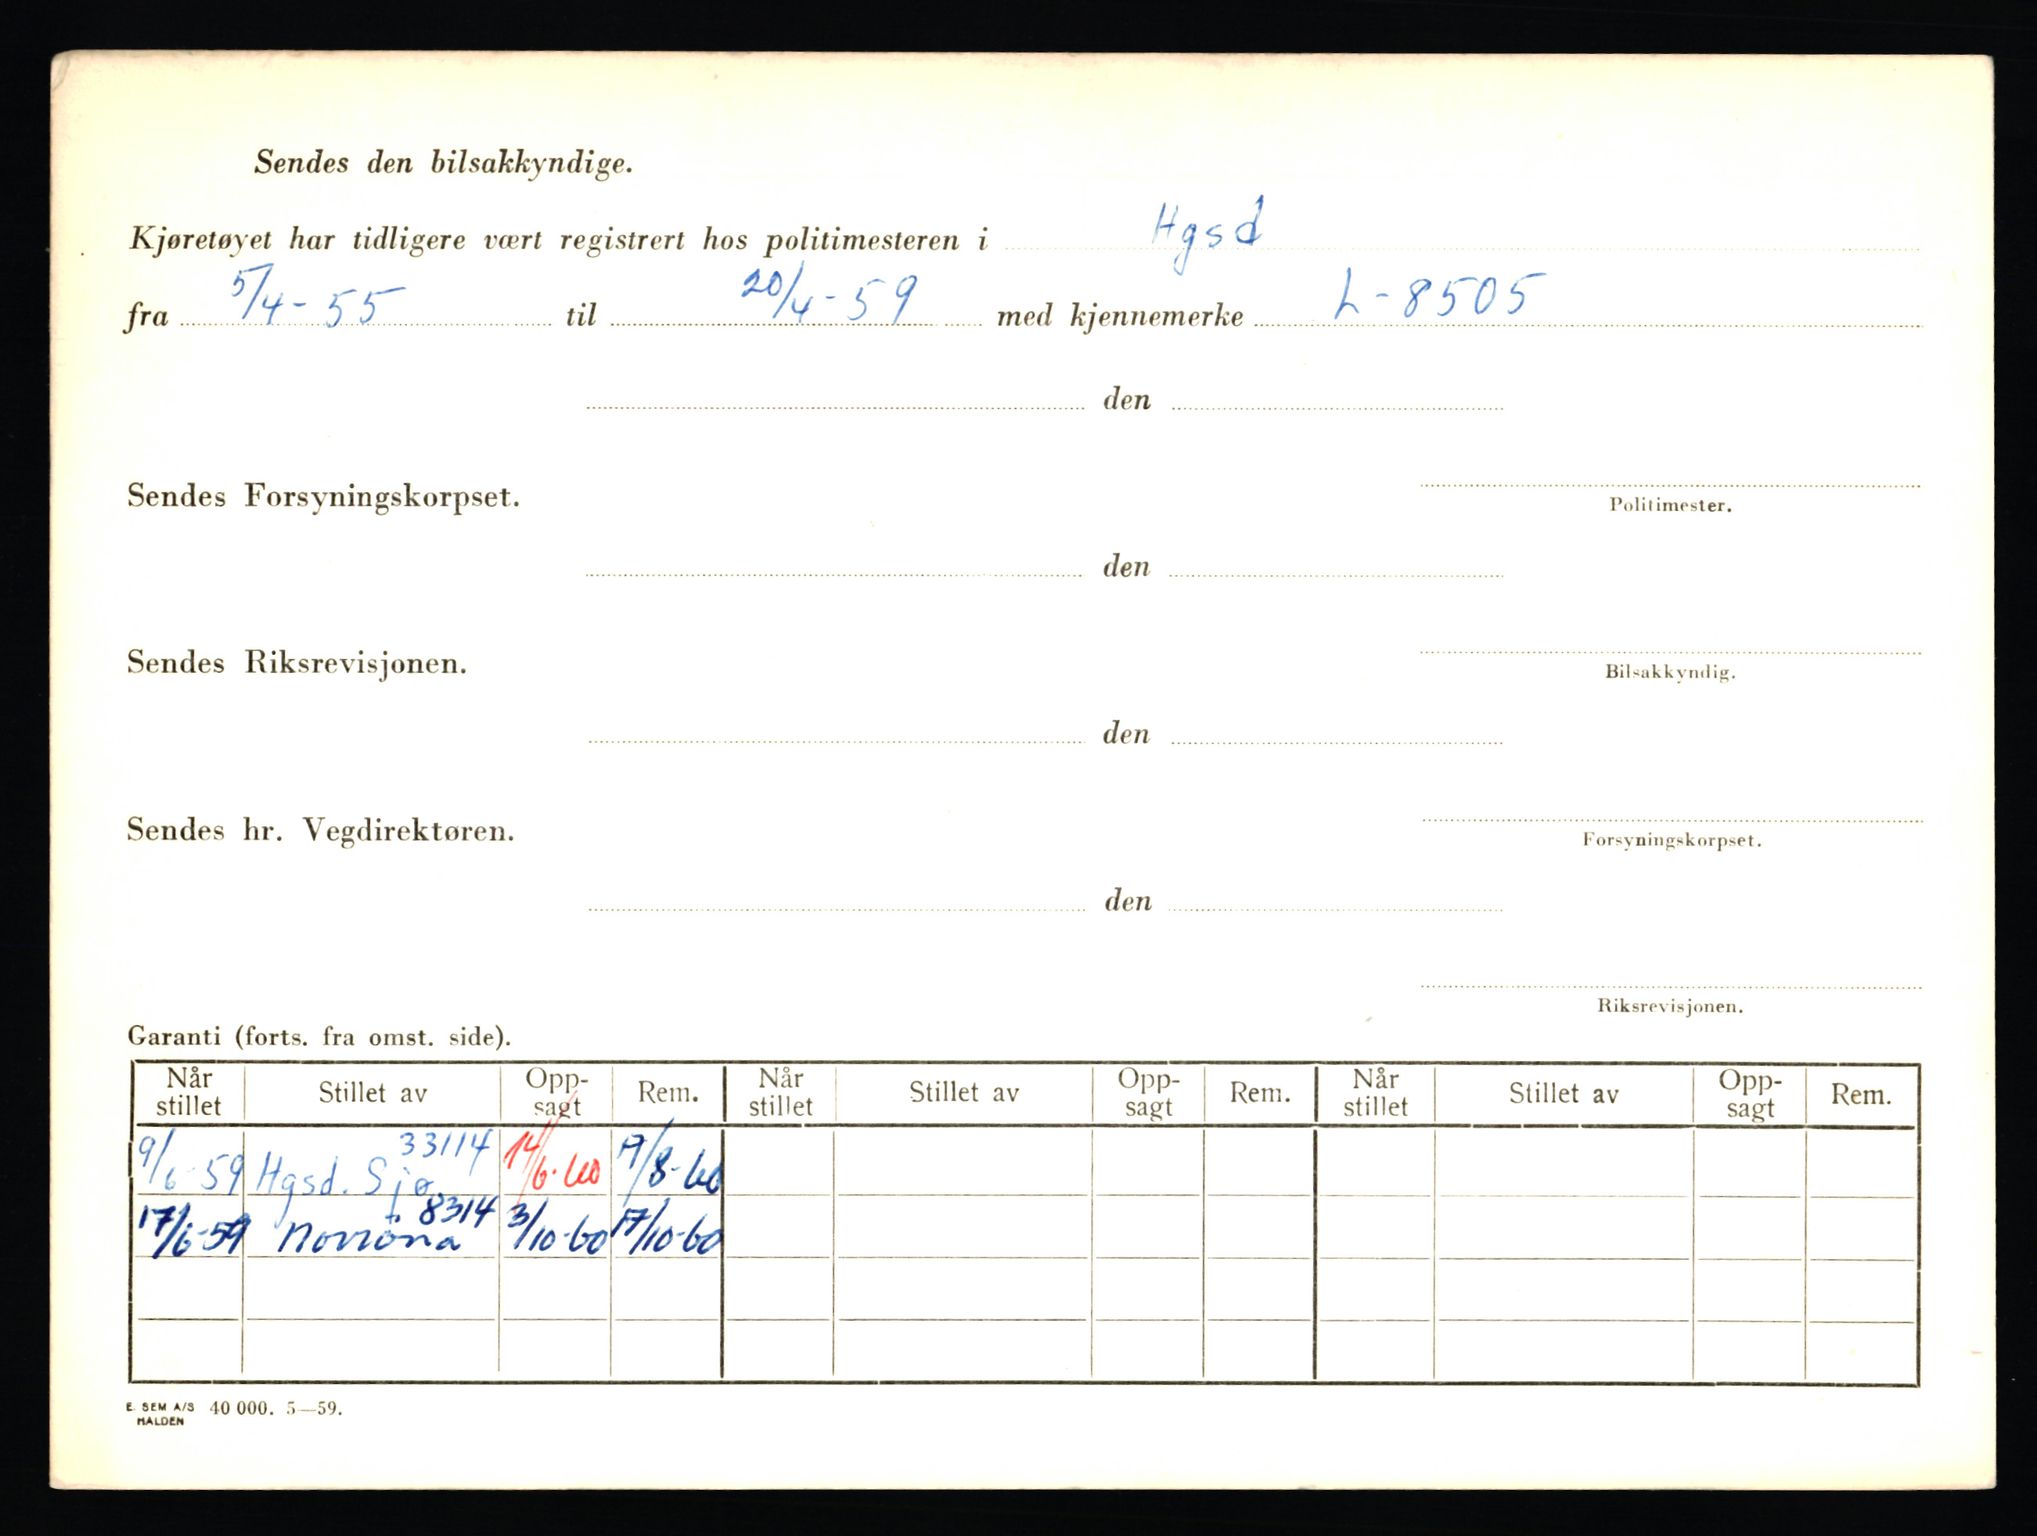 Sendes den bilsakkyndige.
Kjøretøyet har tidligere vært registrert hos politimesteren i Hgsd
fra 5/4-55 til 20/4-59 med kjennemerke L-8505
den
Sendes Forsyningskorpset.
Politimester.
den
Sendes Riksrevisjonen.
Bilsakkyndig.
den
Sendes hr. Vegdirektøren.
Forsyningskorpset.
den
Riksrevisjonen.
Garanti (forts. fra omst. side).
Når stillet Stillet av Opp-sagt Rem. Når stillet Stillet av Opp-sagt Rem. Når stillet Stillet av Opp-sagt Rem.
33114
9/6-59 Hgsd. Sjø 14/6-60 17/8-60
8314
17/6-59 Norrøna 3/10-60 17/10-60
E. SEM A/S 40 000. 5—59.
HALDEN